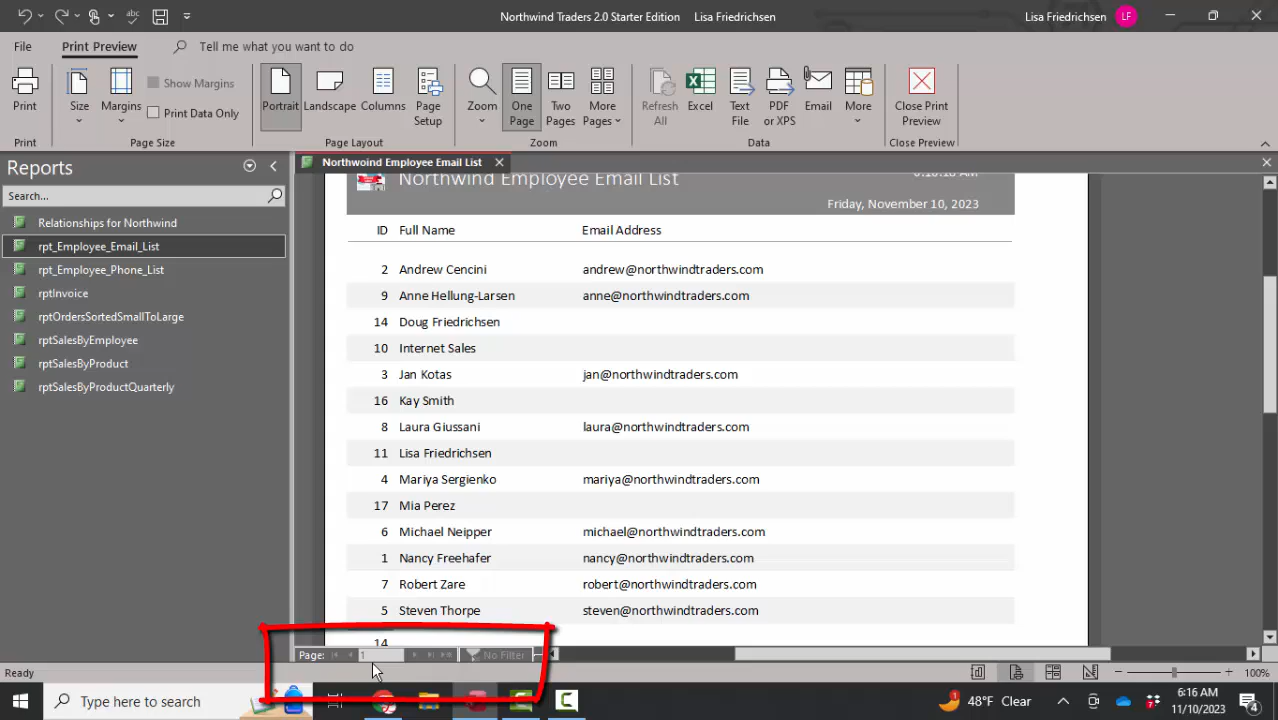 Northwind Traders 2.0 Starter Edition Lisa Friedrichsen Lisa Friedrichsen LF
File Print Preview Tell me what you want to do
Show Margins
Print Data Only
Print Size Margins Portrait Landscape Columns Page Setup Zoom One Page Two Pages More Pages Refresh All Excel Text File PDF or XPS Email More Close Print Preview
Print Page Size Page Layout Zoom Data Close Preview
Reports
Search...
Relationships for Northwind
rpt_Employee_Email_List
rpt_Employee_Phone_List
rptInvoice
rptOrdersSortedSmallToLarge
rptSalesByEmployee
rptSalesByProduct
rptSalesByProductQuarterly
Northwoind Employee Email List
Northwind Employee Email List
Friday, November 10, 2023
ID Full Name Email Address
2 Andrew Cencini andrew@northwindtraders.com
9 Anne Hellung-Larsen anne@northwindtraders.com
14 Doug Friedrichsen
10 Internet Sales
3 Jan Kotas jan@northwindtraders.com
16 Kay Smith
8 Laura Giussani laura@northwindtraders.com
11 Lisa Friedrichsen
4 Mariya Sergienko mariya@northwindtraders.com
17 Mia Perez
6 Michael Neipper michael@northwindtraders.com
1 Nancy Freehafer nancy@northwindtraders.com
7 Robert Zare robert@northwindtraders.com
5 Steven Thorpe steven@northwindtraders.com
14
Page: 1 No Filter
Ready 100%
Type here to search 48°F Clear 6:16 AM
11/10/2023 4